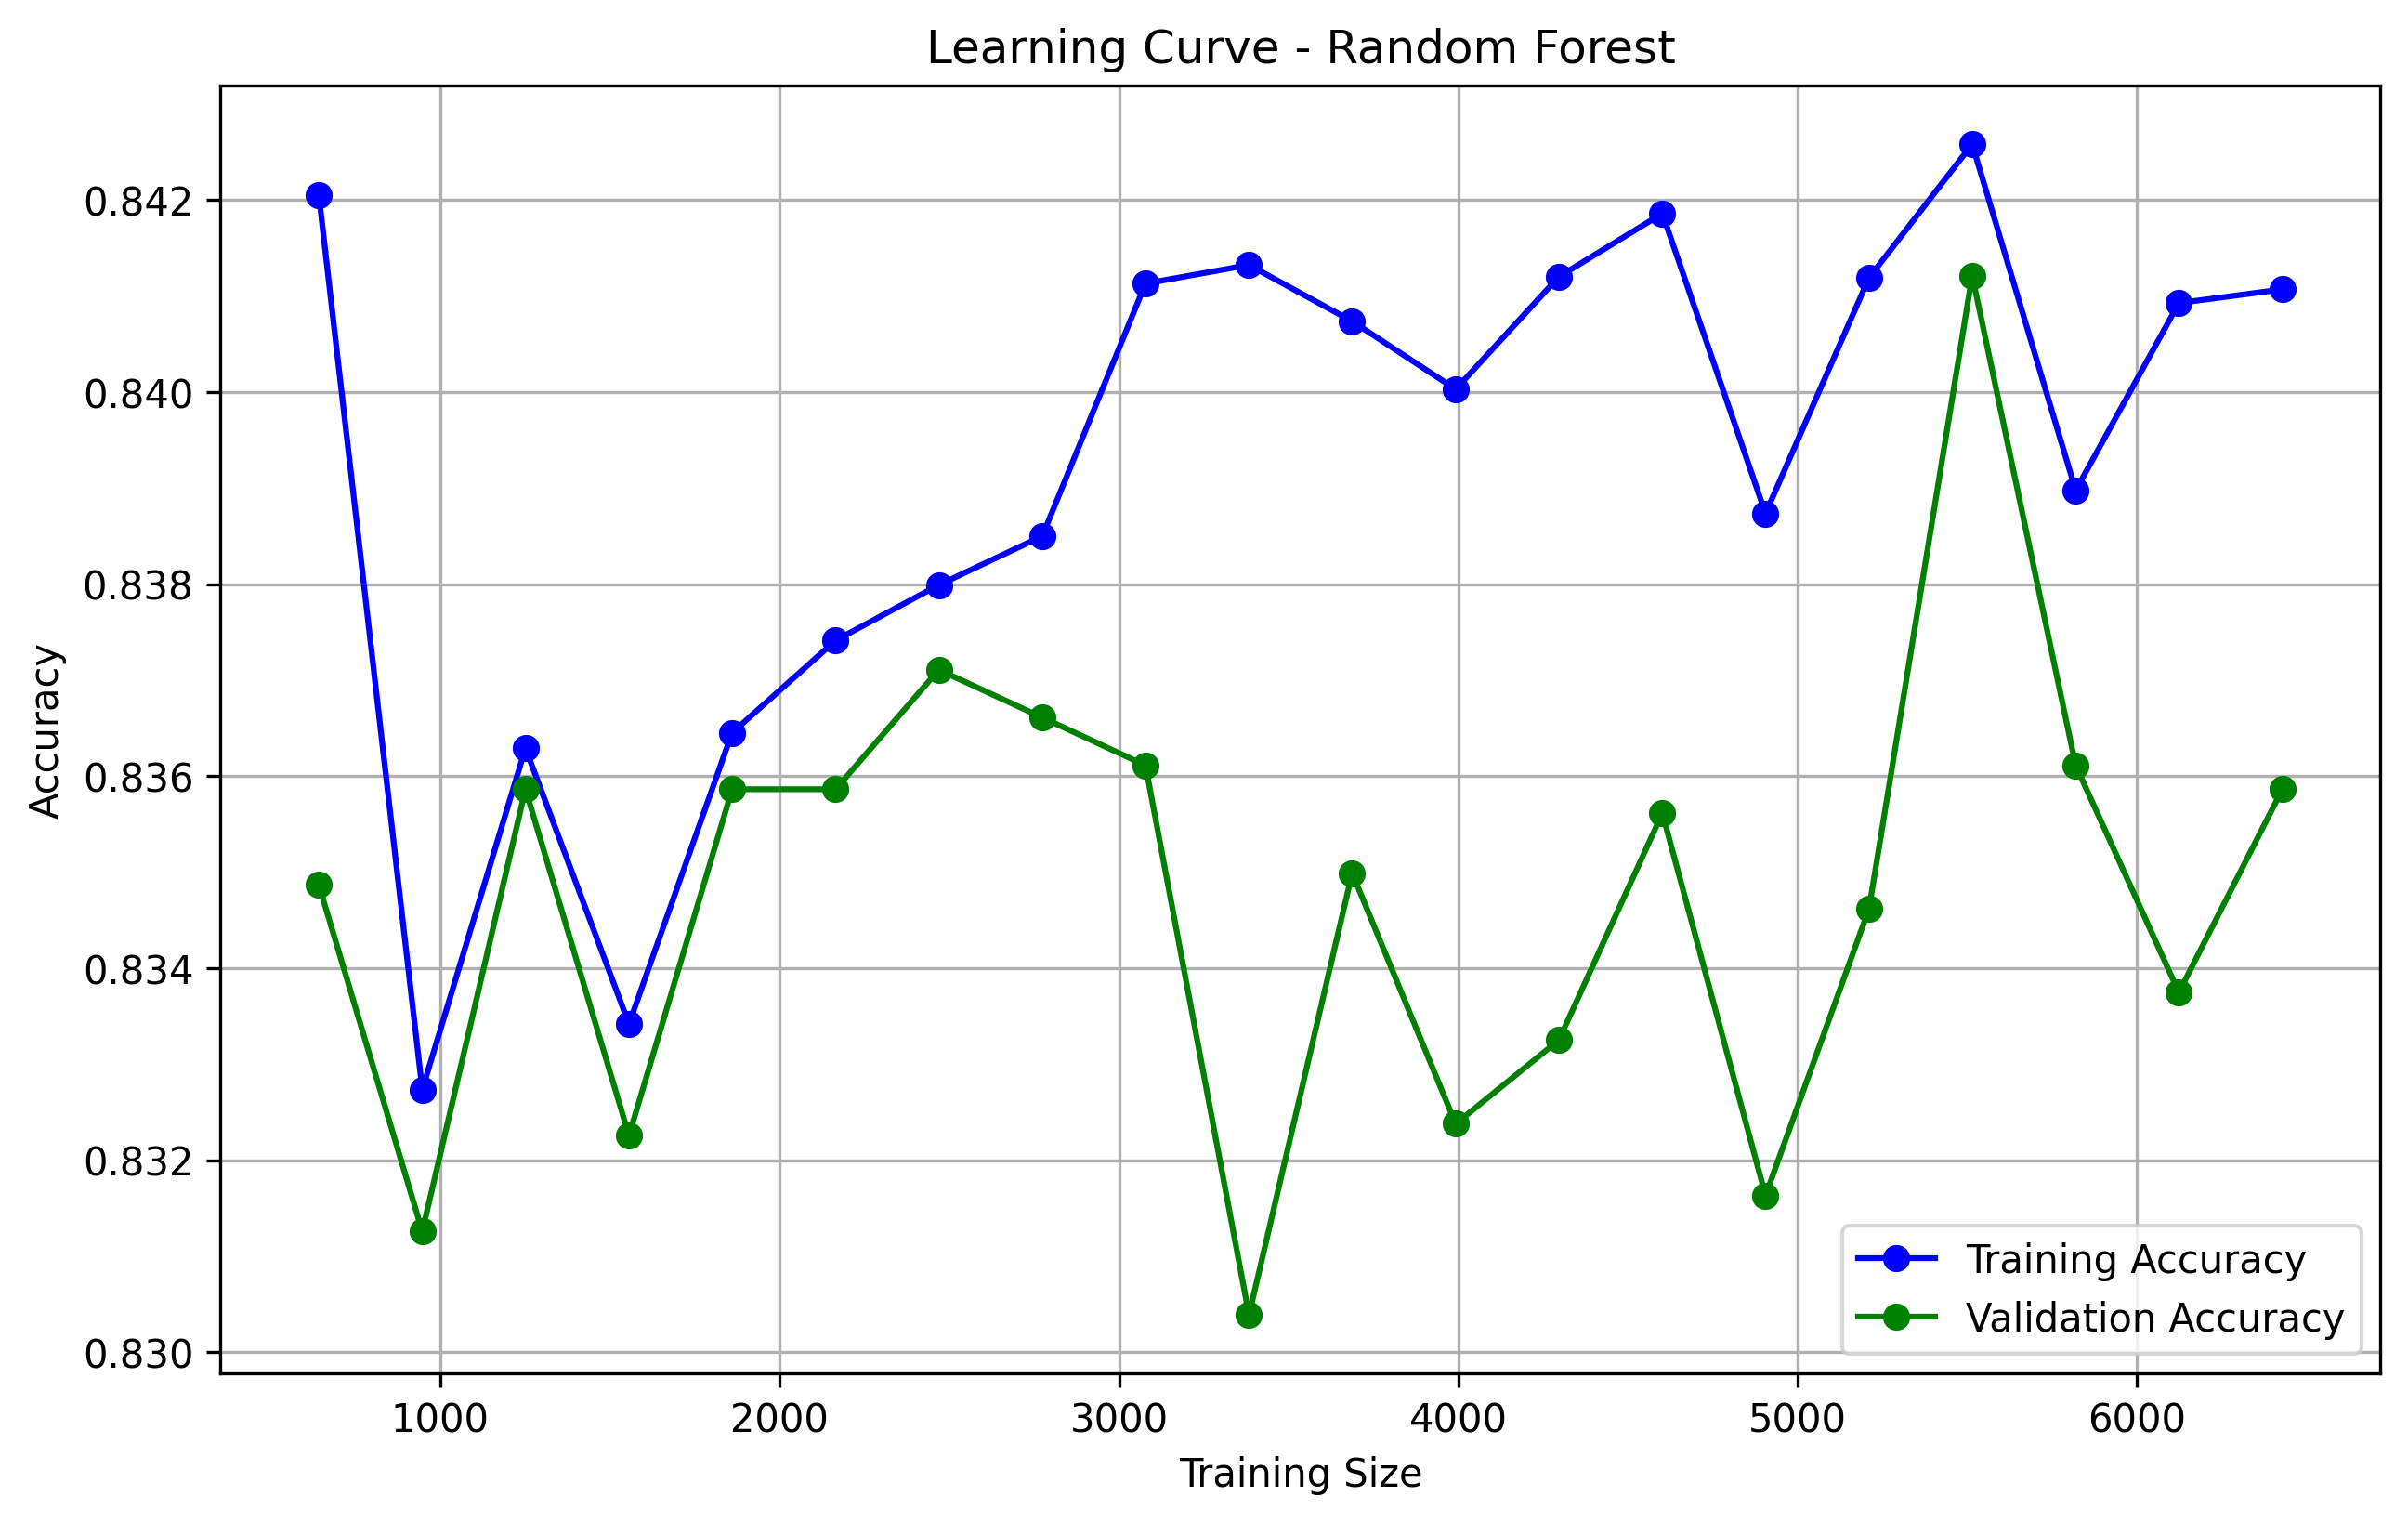 Learning Curve - Random Forest
0.842
0.840
0.838
0.836
0.834
0.832
0.830
Accuracy
1000 2000 3000 4000 5000 6000
Training Size
Training Accuracy
Validation Accuracy